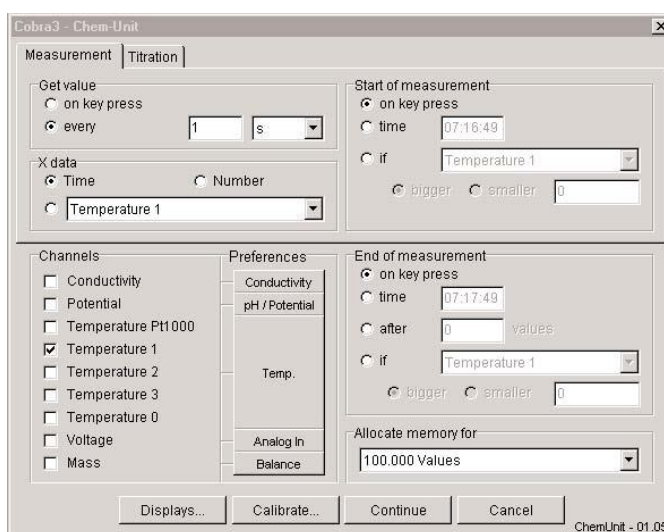 Cobra3 - Chem-Unit
Measurement
Titration
Get value
on key press
every 1 s
X data
Time Number
Temperature 1
Start of measurement
on key press
time 07:16:49
if Temperature 1
bigger smaller 0
Channels
Conductivity
Potential
Temperature Pt1000
Temperature 1
Temperature 2
Temperature 3
Temperature 0
Voltage
Mass
Preferences
Conductivity
pH / Potential
Temp.
Analog In
Balance
End of measurement
on key press
time 07:17:49
after 0 values
if Temperature 1
bigger smaller 0
Allocate memory for
100.000 Values
Displays... Calibrate... Continue Cancel
ChemUnit - 01.05